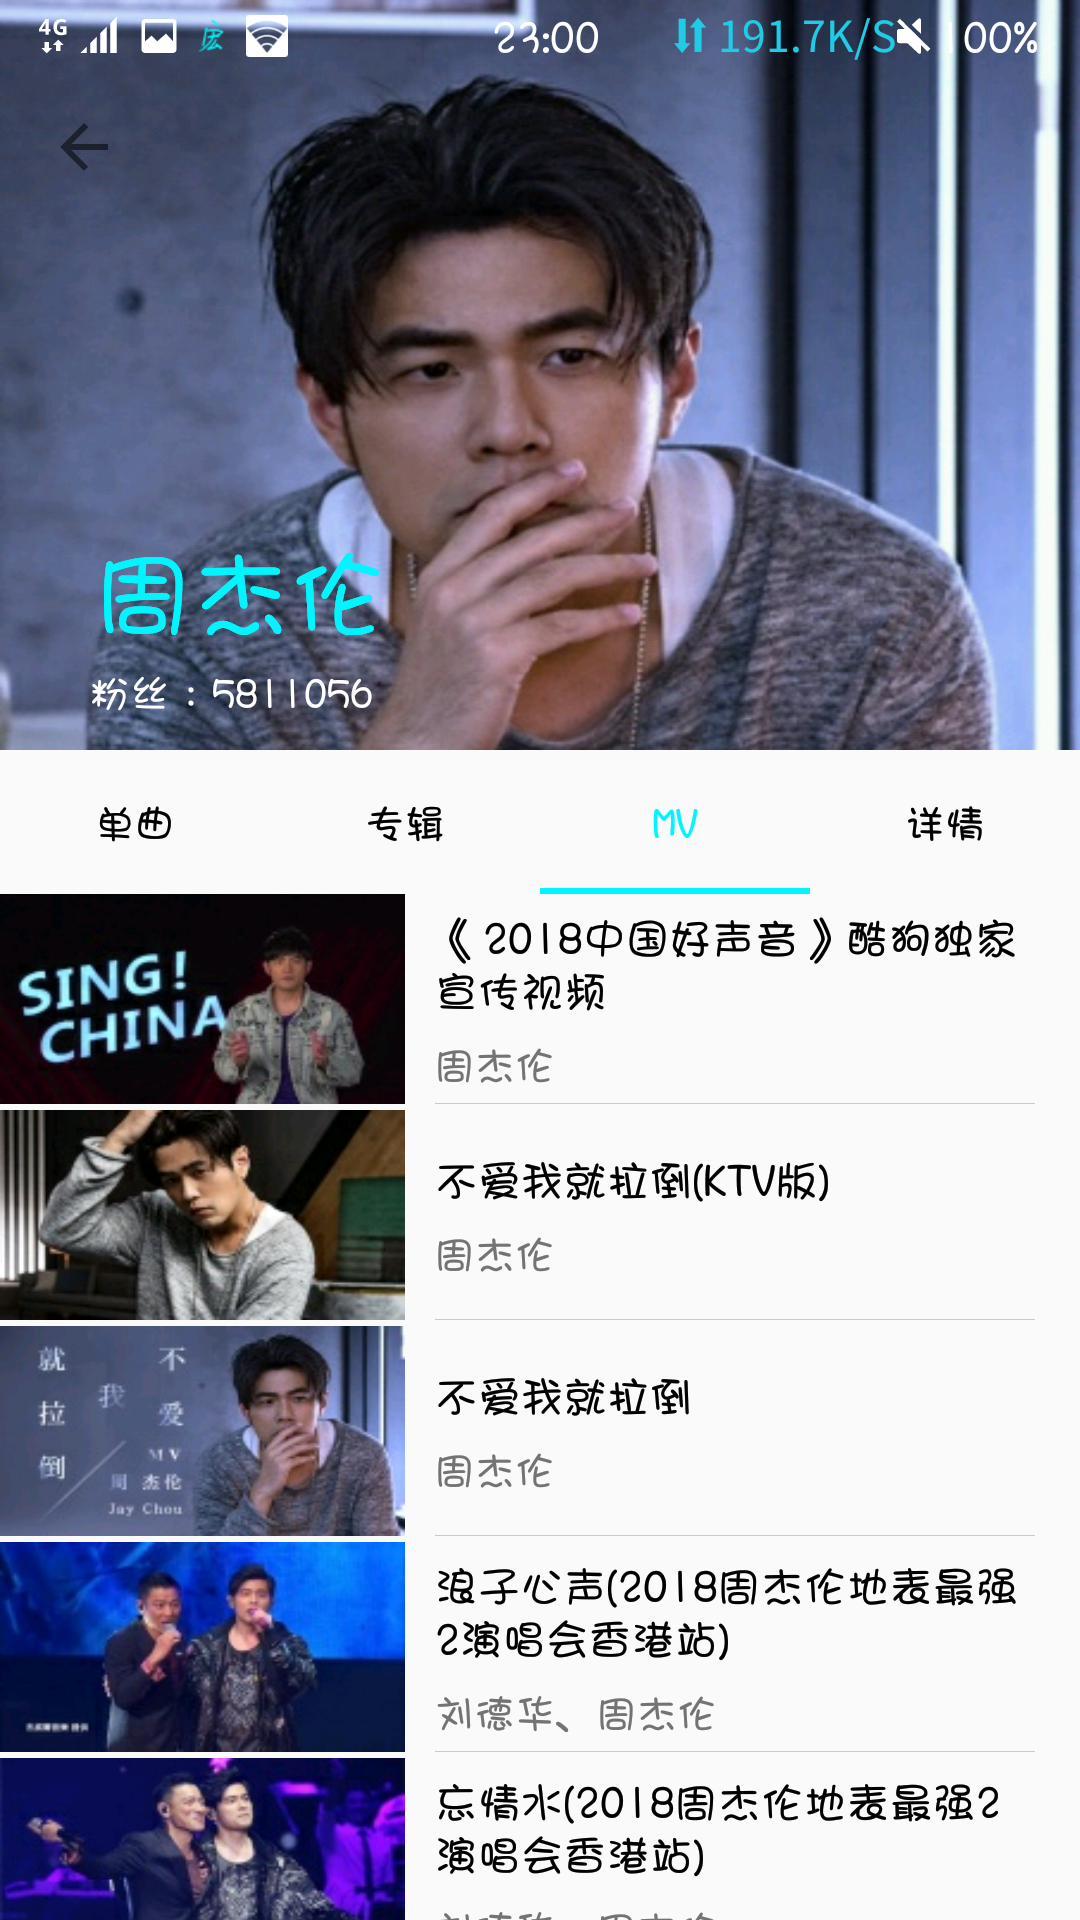 4G 23:00 191.7K/S 100%
周杰伦
粉丝：5811056
单曲 专辑 MV 详情
SING!
CHINA
《2018中国好声音》酷狗独家
宣传视频
周杰伦
不爱我就拉倒(KTV版)
周杰伦
不爱
我
就拉倒
MV
周杰伦
Jay Chou
不爱我就拉倒
周杰伦
浪子心声(2018周杰伦地表最强
2演唱会香港站)
刘德华、周杰伦
忘情水(2018周杰伦地表最强2
演唱会香港站)